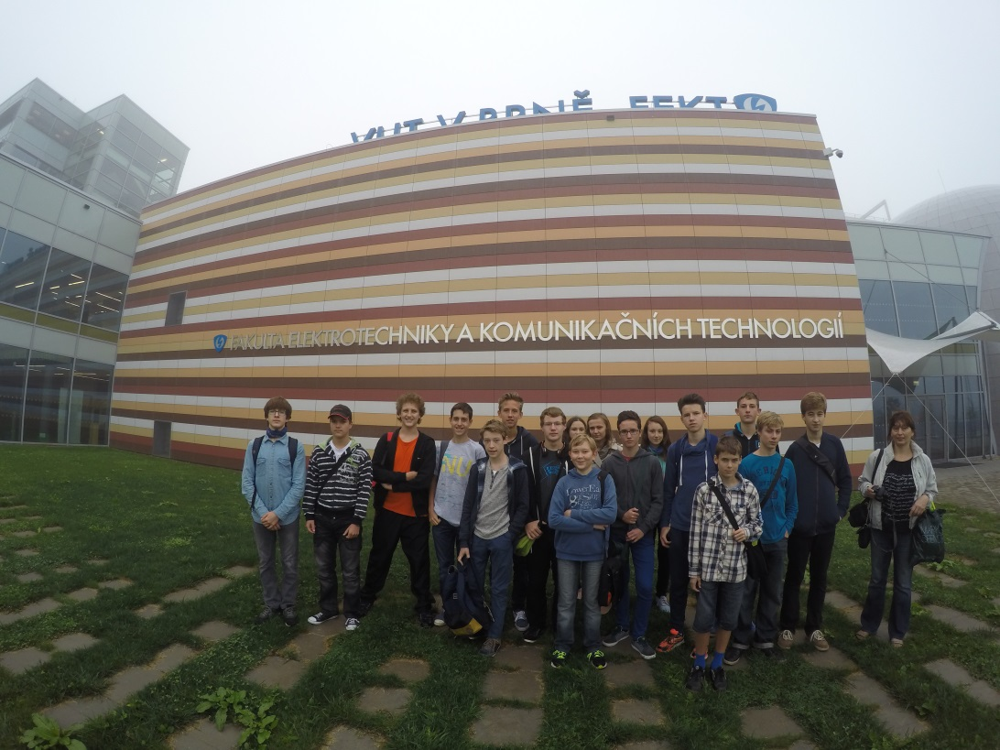 VUT V BRNĚ FEKT
FAKULTA ELEKTROTECHNIKY A KOMUNIKAČNÍCH TECHNOLOGIÍ